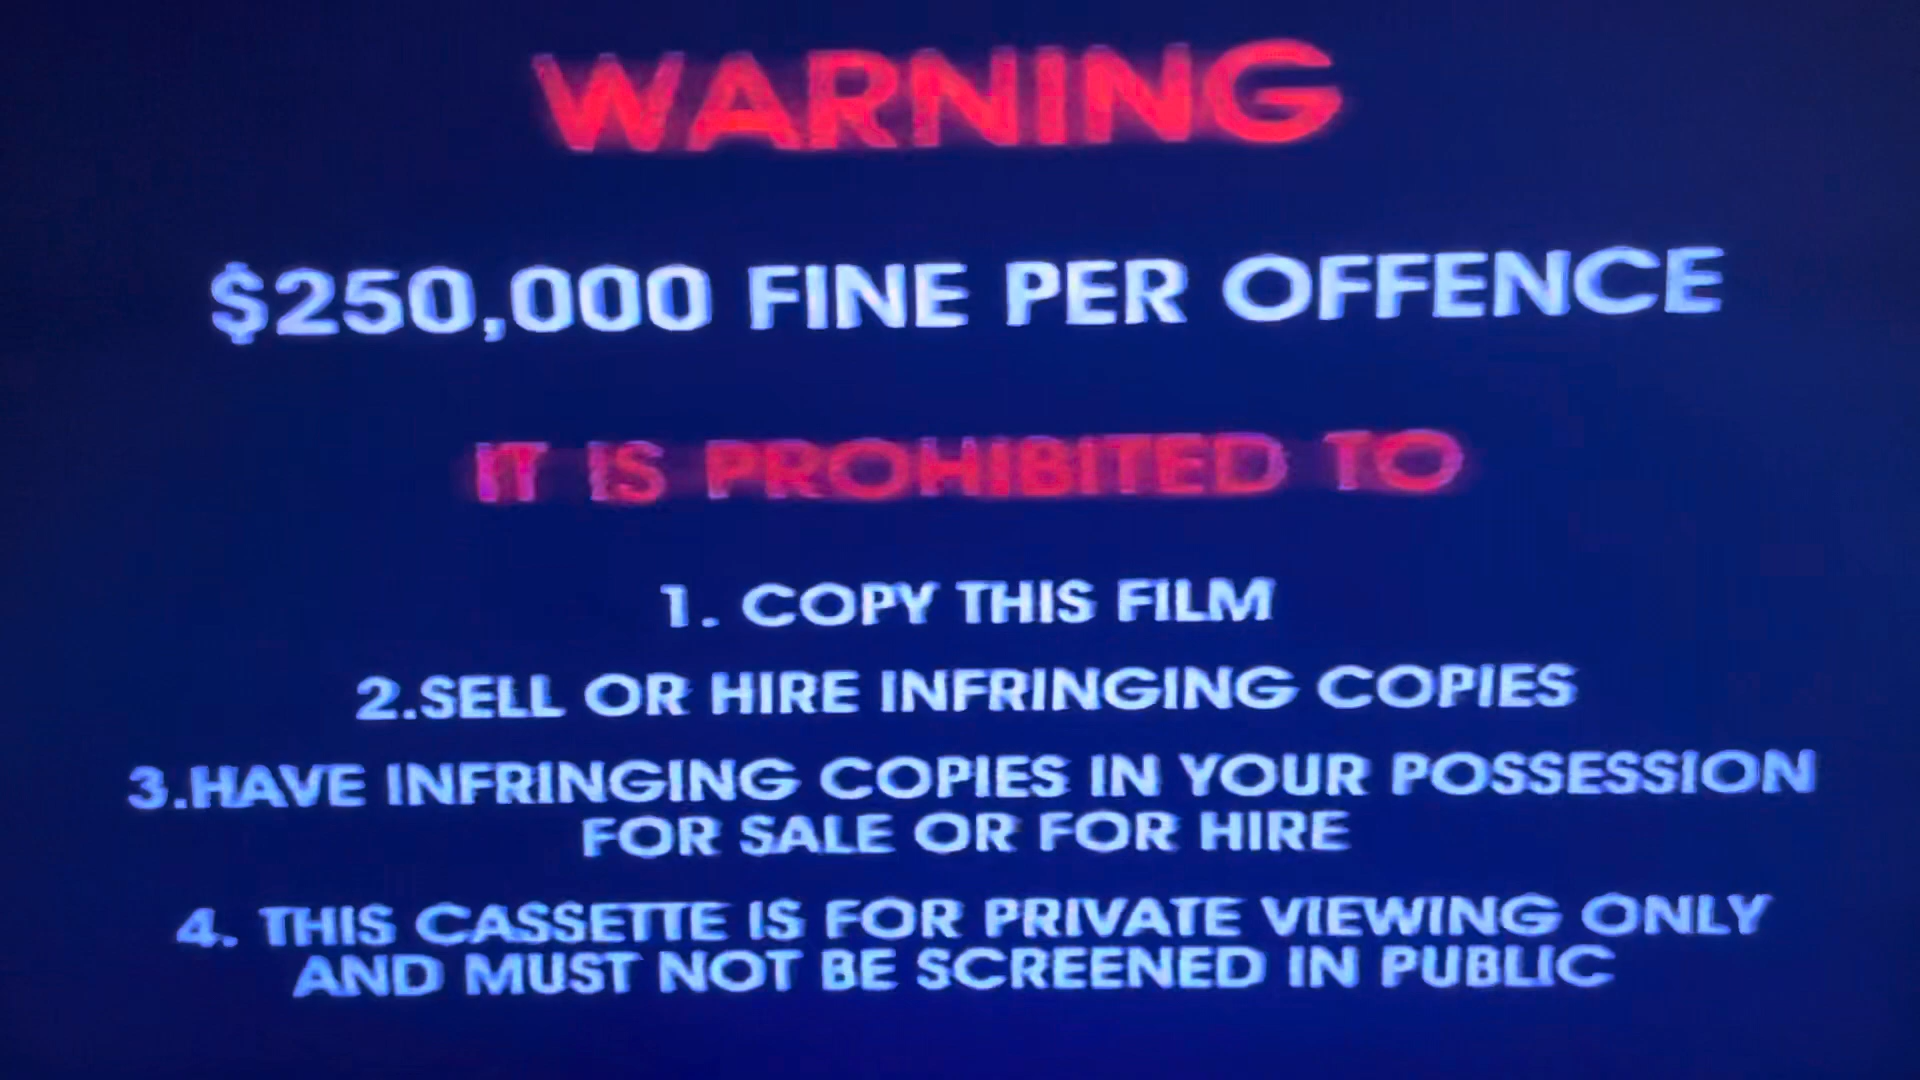 WARNING
$250,000 FINE PER OFFENCE
IT IS PROHIBITED TO
1. COPY THIS FILM
2.SELL OR HIRE INFRINGING COPIES
3.HAVE INFRINGING COPIES IN YOUR POSSESSION
FOR SALE OR FOR HIRE
4. THIS CASSETTE IS FOR PRIVATE VIEWING ONLY
AND MUST NOT BE SCREENED IN PUBLIC